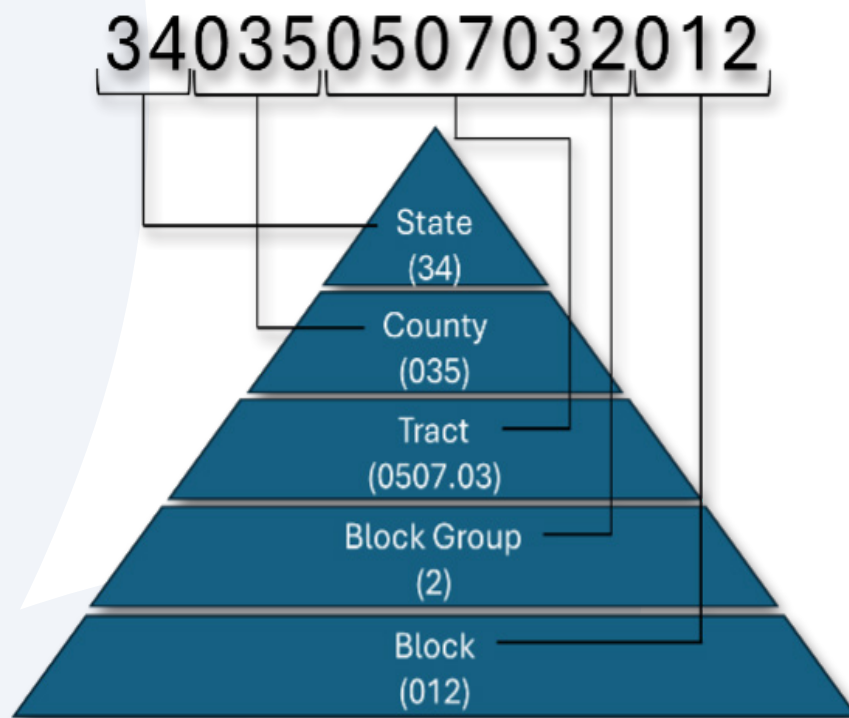 340350507032012
State
(34)
County
(035)
Tract
(0507.03)
Block Group
(2)
Block
(012)